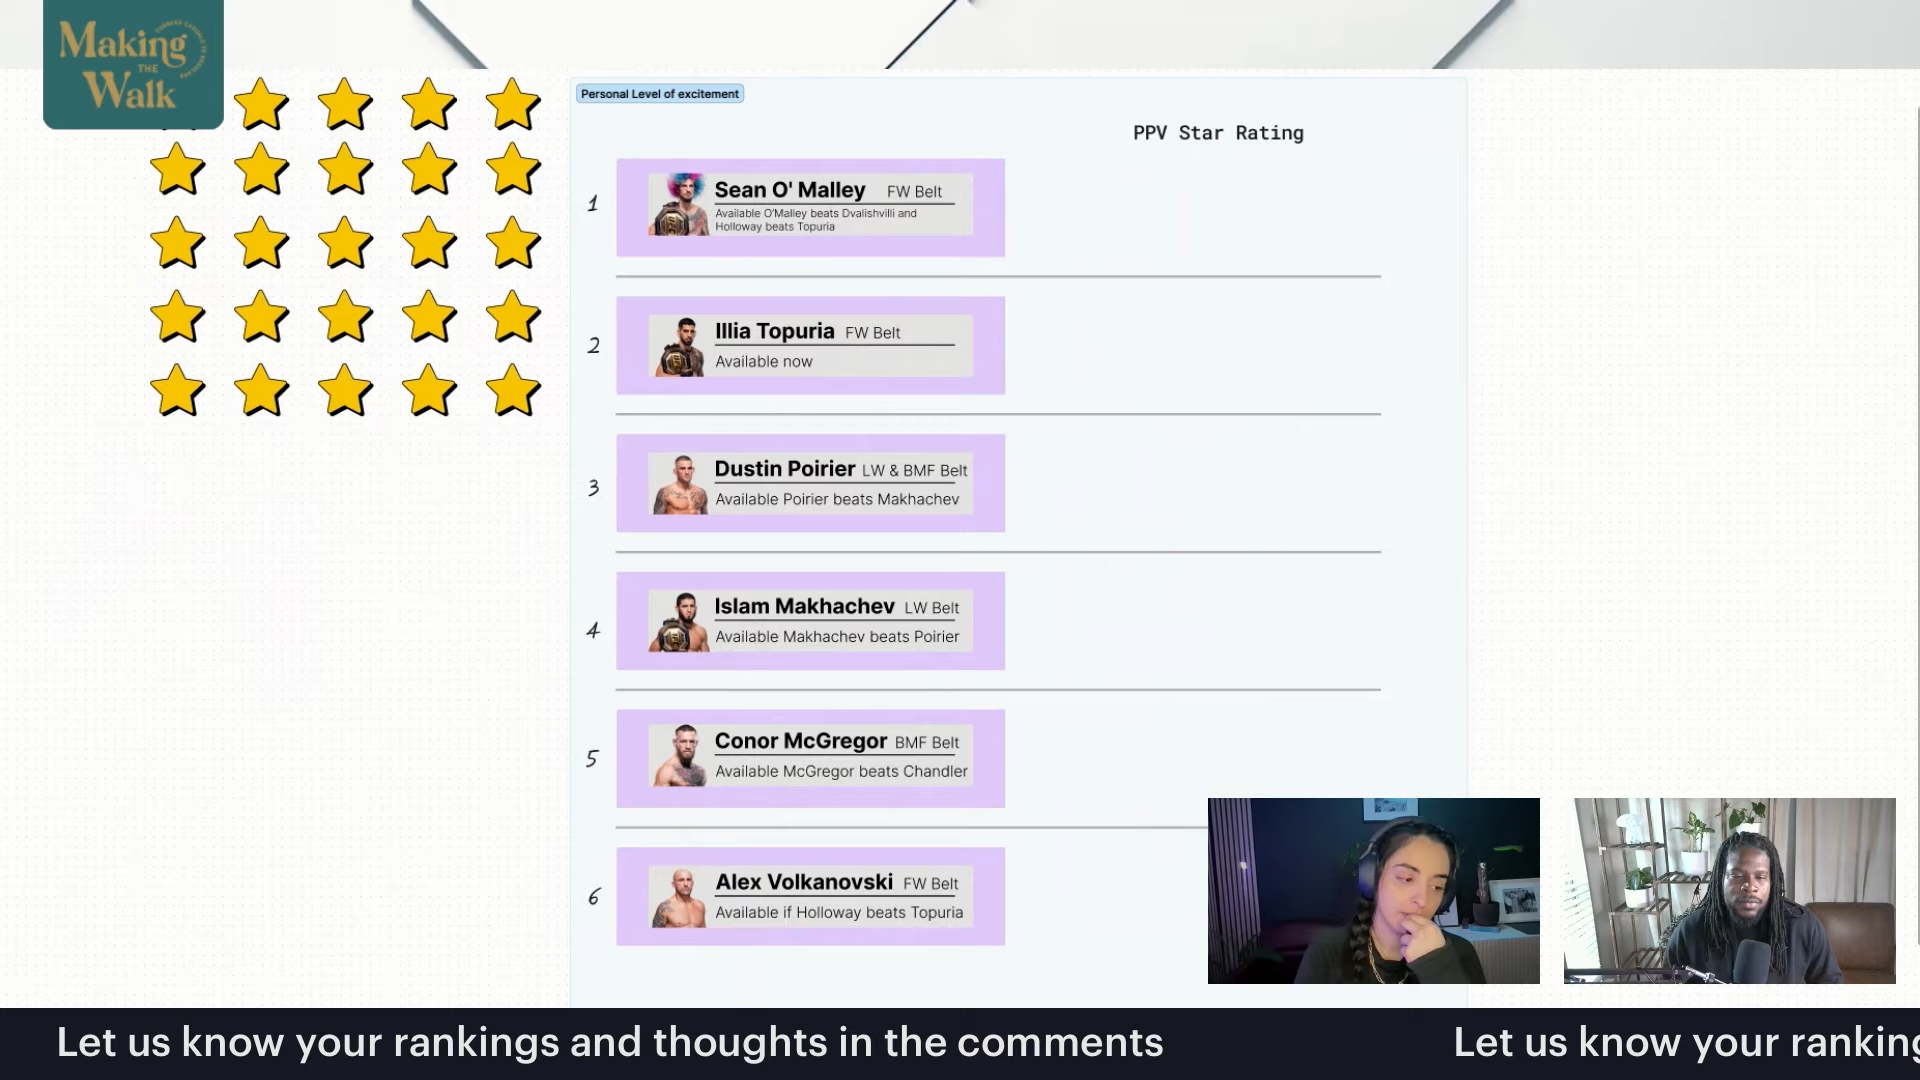 Making
THE
Walk
Personal Level of excitement
PPV Star Rating
1
Sean O' Malley FW Belt
Available O'Malley beats Dvalishvilli and
Holloway beats Topuria
2
Illia Topuria FW Belt
Available now
3
Dustin Poirier LW & BMF Belt
Available Poirier beats Makhachev
4
Islam Makhachev LW Belt
Available Makhachev beats Poirier
5
Conor McGregor BMF Belt
Available McGregor beats Chandler
6
Alex Volkanovski FW Belt
Available if Holloway beats Topuria
Let us know your rankings and thoughts in the comments
Let us know your ranking